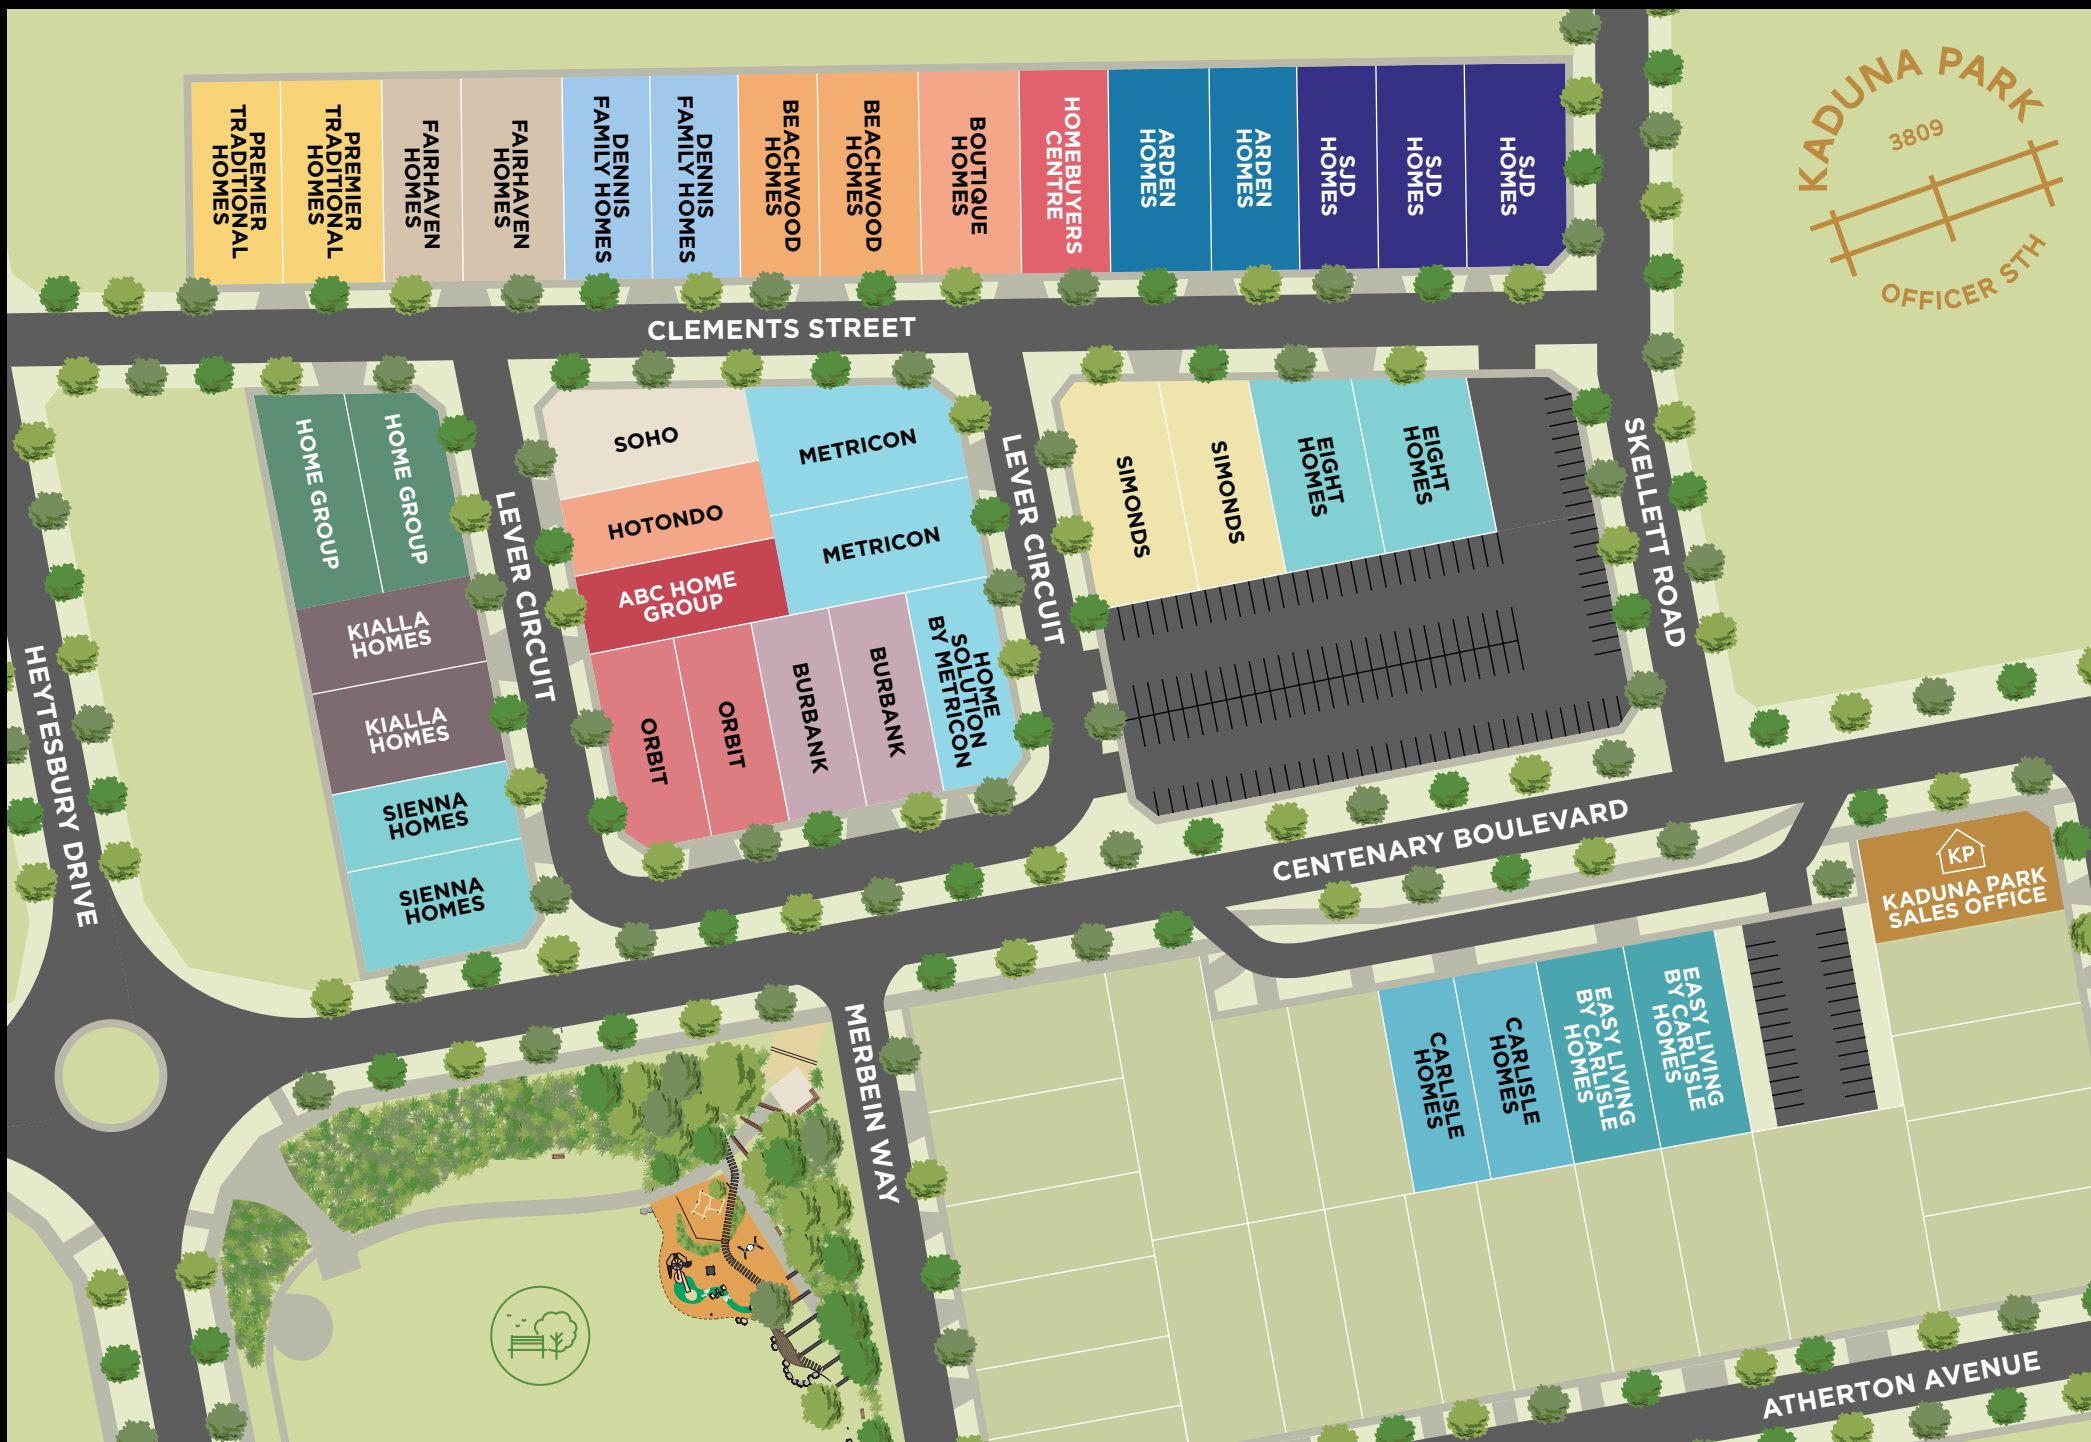 KADUNA PARK
3809
OFFICER STH
PREMIER
TRADITIONAL
HOMES
PREMIER
TRADITIONAL
HOMES
FAIRHAVEN
HOMES
FAIRHAVEN
HOMES
DENNIS
FAMILY HOMES
DENNIS
FAMILY HOMES
BEACHWOOD
HOMES
BEACHWOOD
HOMES
BOUTIQUE
HOMES
HOMEBUYERS
CENTRE
ARDEN
HOMES
ARDEN
HOMES
SJD
HOMES
SJD
HOMES
SJD
HOMES
CLEMENTS STREET
HOME GROUP
HOME GROUP
KIALLA
HOMES
KIALLA
HOMES
SIENNA
HOMES
SIENNA
HOMES
HEYTESBURY DRIVE
LEVER CIRCUIT
SOHO
HOTONDO
ABC HOME
GROUP
METRICON
METRICON
ORBIT
ORBIT
BURBANK
BURBANK
HOME
SOLUTION
BY METRICON
LEVER CIRCUIT
SIMONDS
SIMONDS
EIGHT
HOMES
EIGHT
HOMES
SKELLETT ROAD
CENTENARY BOULEVARD
KP
KADUNA PARK
SALES OFFICE
MERBEIN WAY
CARLISLE
HOMES
CARLISLE
HOMES
EASY LIVING
BY CARLISLE
HOMES
EASY LIVING
BY CARLISLE
HOMES
ATHERTON AVENUE